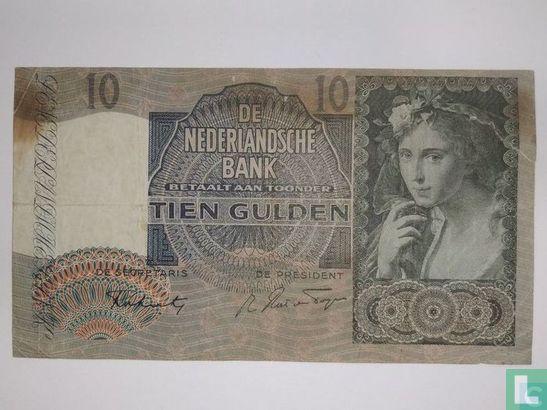 10 10
DE
NEDERLANDSCHE
BANK
BETAALT AAN TOONDER
TIEN GULDEN
DE SECRETARIS DE PRESIDENT